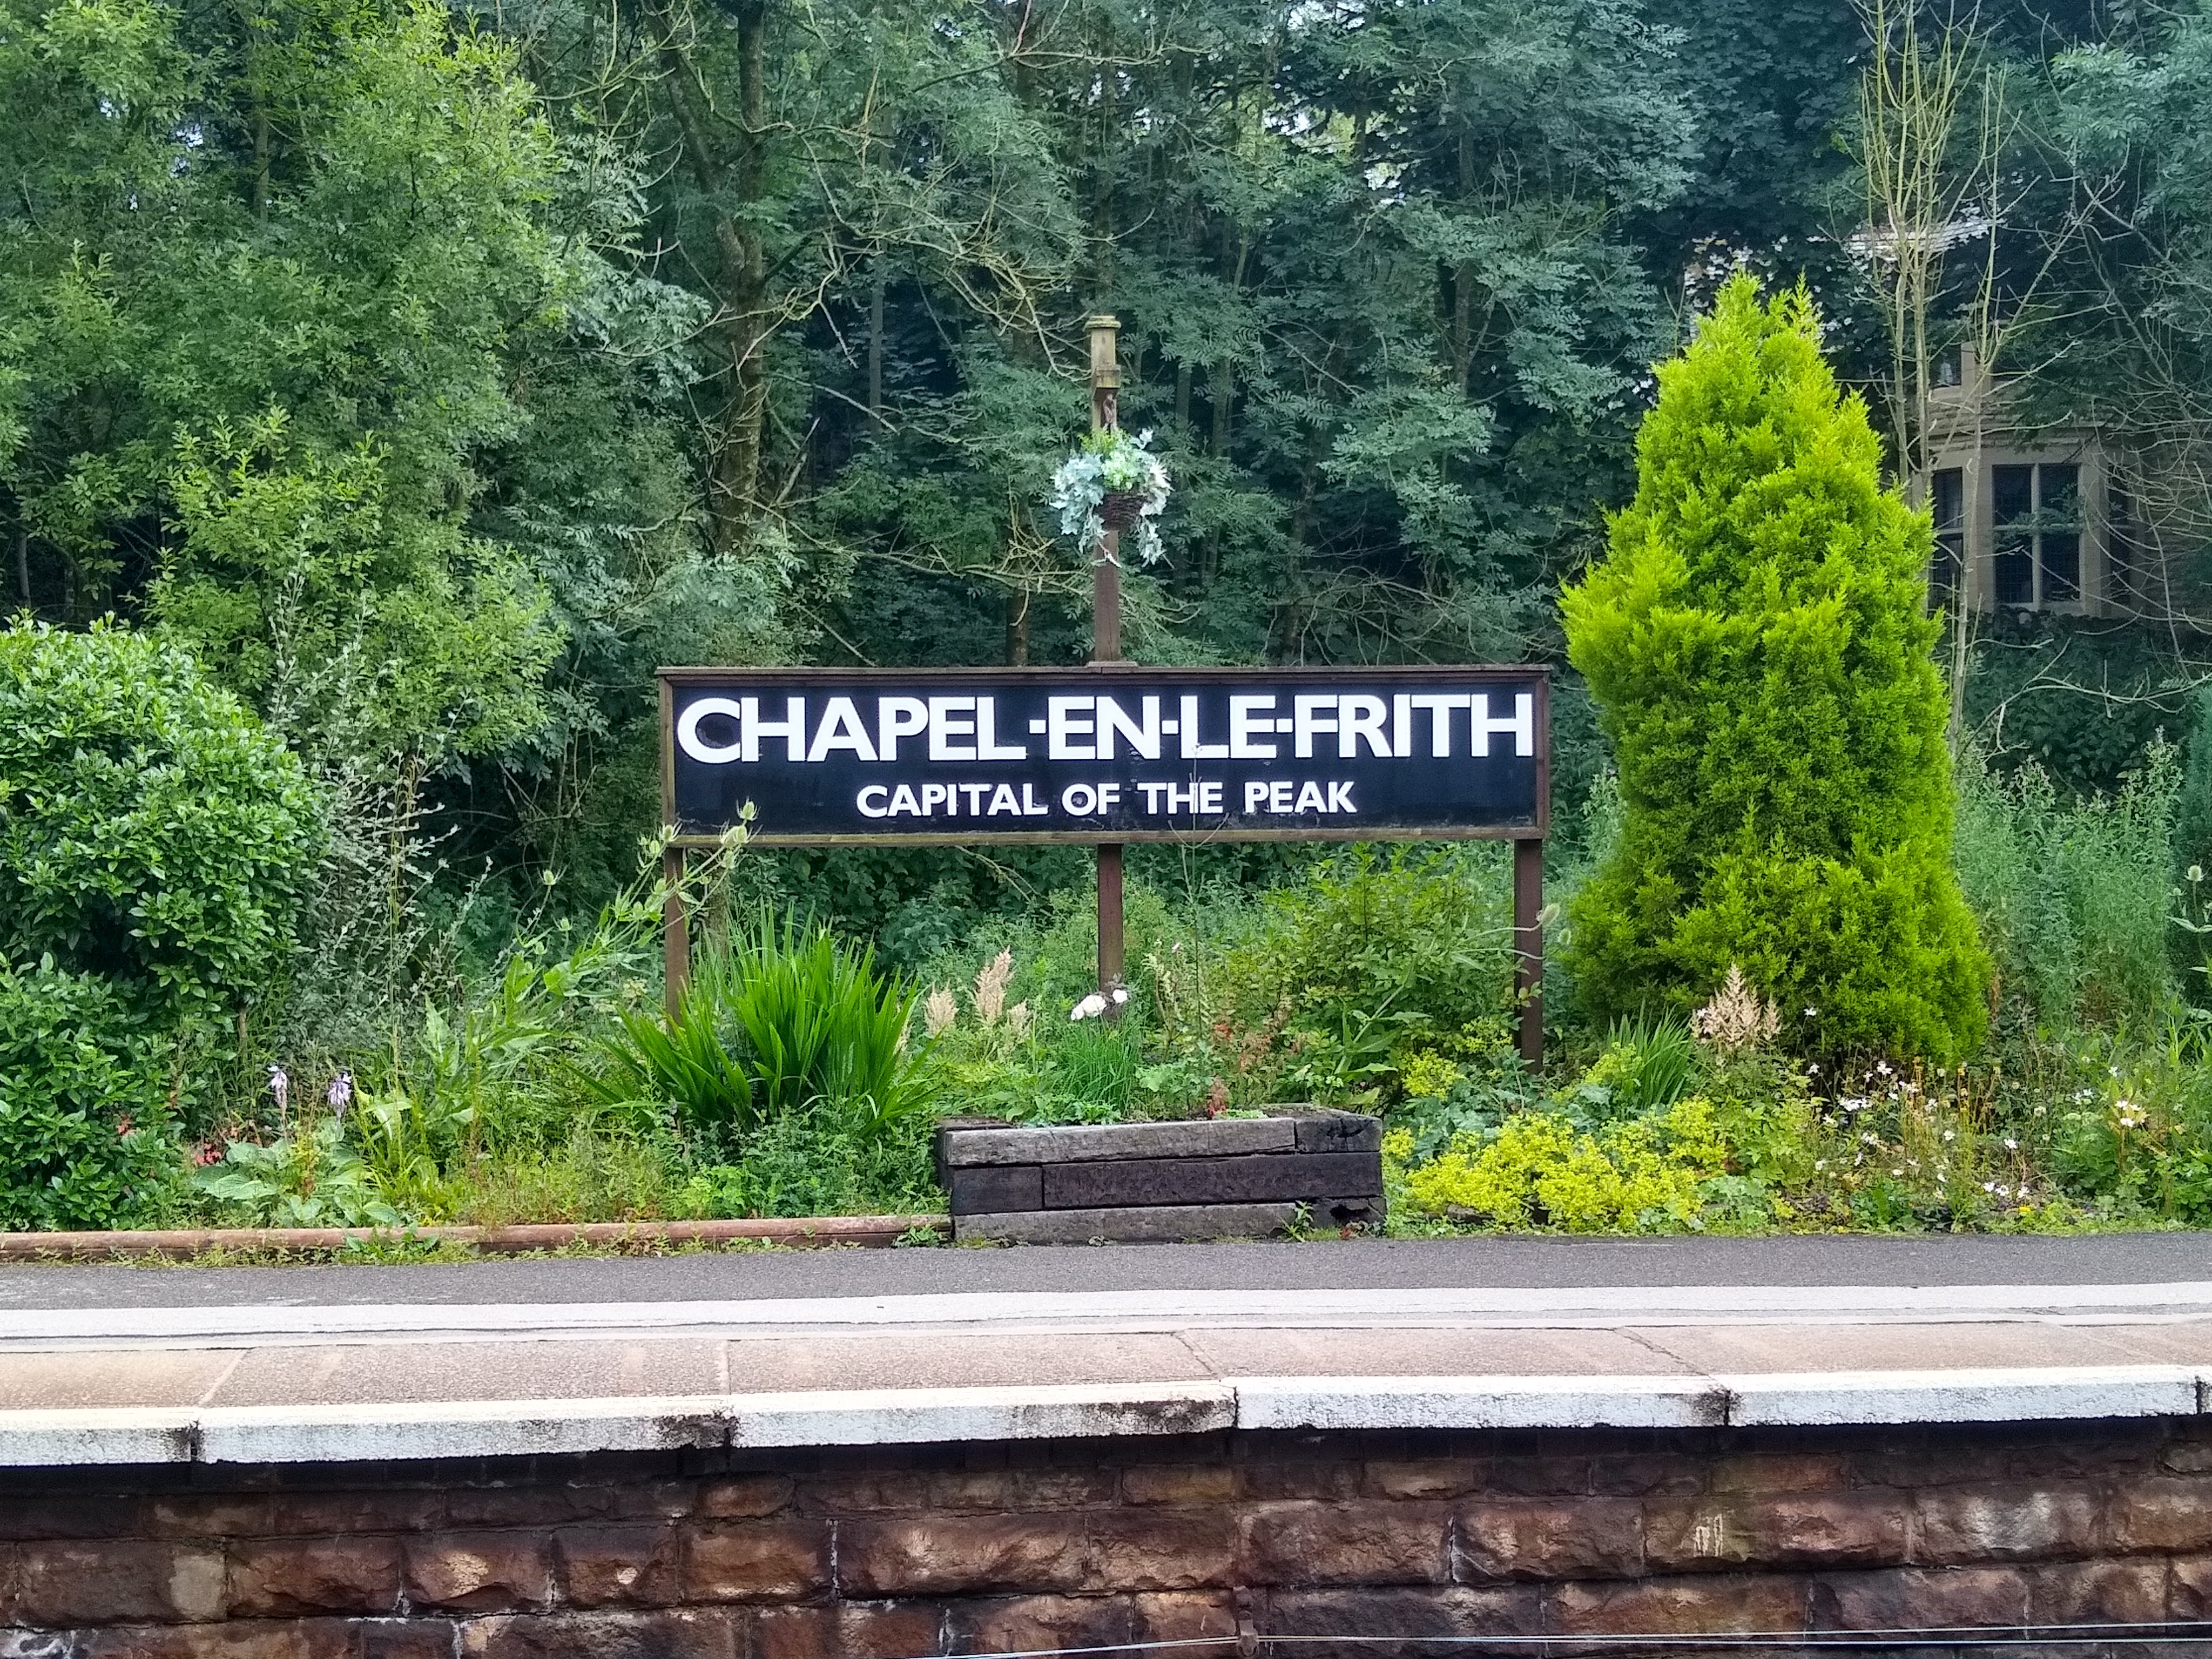 CHAPEL-EN-LE-FRITH
CAPITAL OF THE PEAK